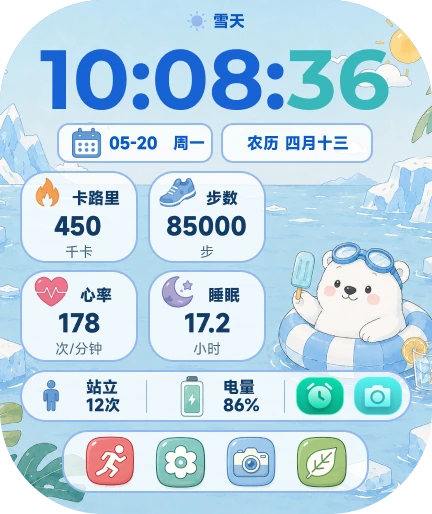 雪天
10:08:36
05-20 周一
农历 四月十三
卡路里
450
千卡
步数
85000
步
心率
178
次/分钟
睡眠
17.2
小时
站立
12次
电量
86%